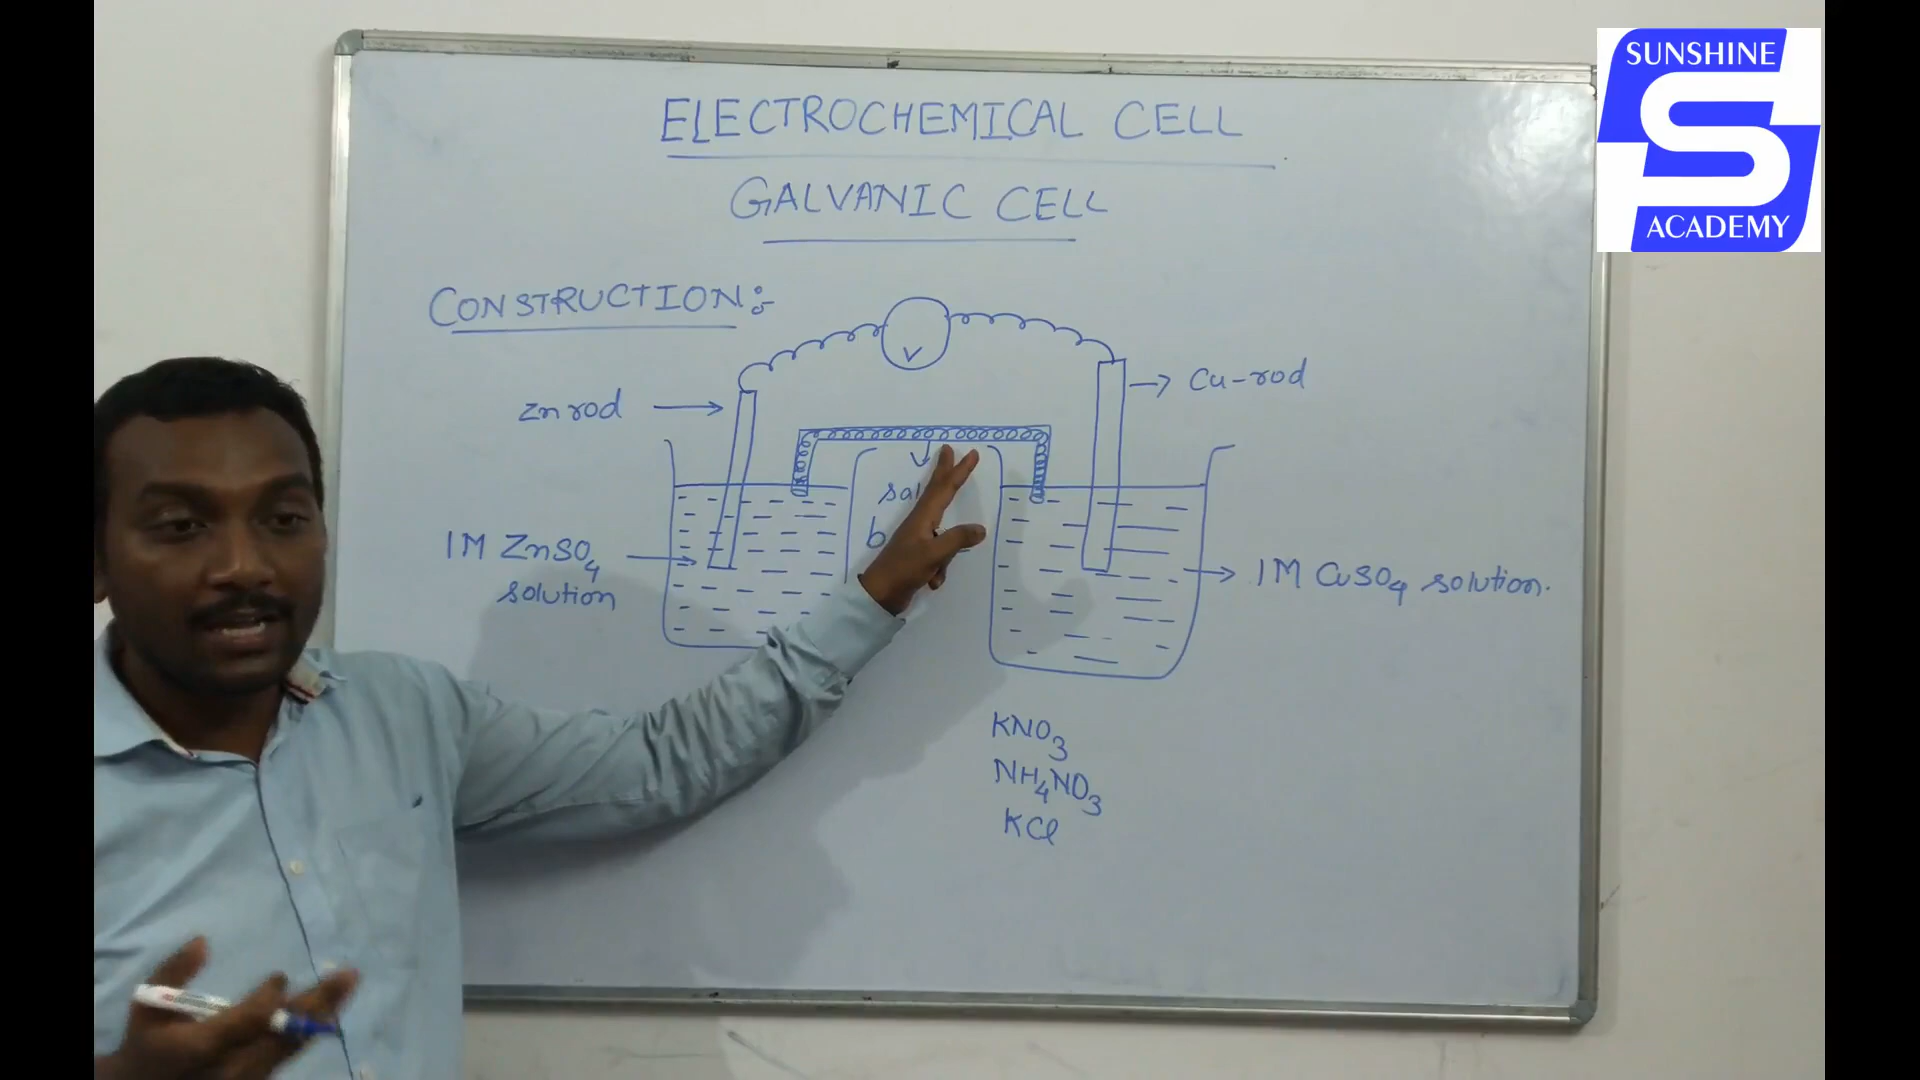 SUNSHINE
S
ACADEMY
ELECTROCHEMICAL CELL
GALVANIC CELL
CONSTRUCTION:-
V
Zn rod
Cu-rod
1M ZnSO4
solution
1M CuSO4 solution.
KNO3
NH4NO3
KCl